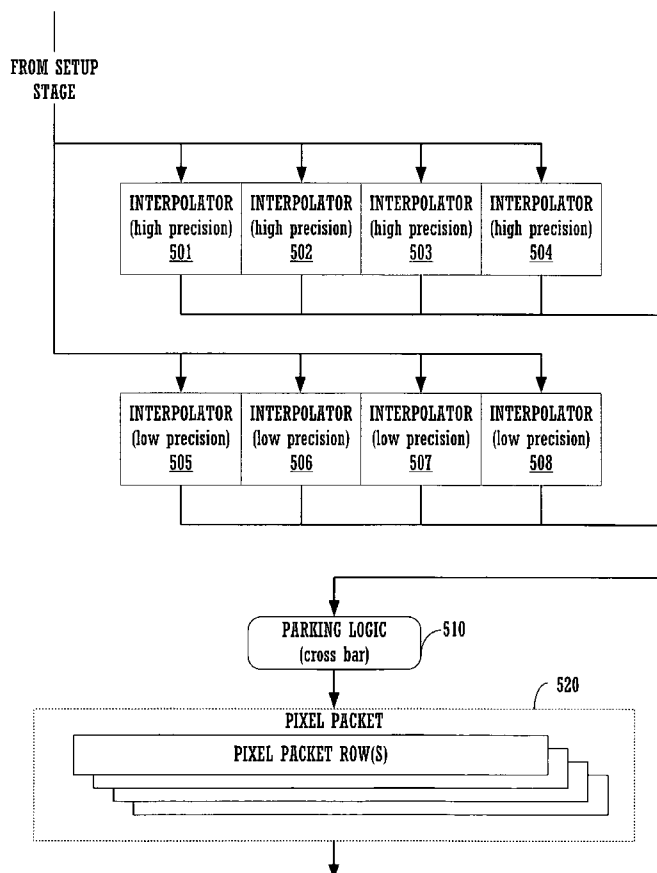 FROM SETUP
STAGE
INTERPOLATOR
(high precision)
501
INTERPOLATOR
(high precision)
502
INTERPOLATOR
(high precision)
503
INTERPOLATOR
(high precision)
504
INTERPOLATOR
(low precision)
505
INTERPOLATOR
(low precision)
506
INTERPOLATOR
(low precision)
507
INTERPOLATOR
(low precision)
508
PARKING LOGIC
(cross bar)
510
520
PIXEL PACKET
PIXEL PACKET ROW(S)